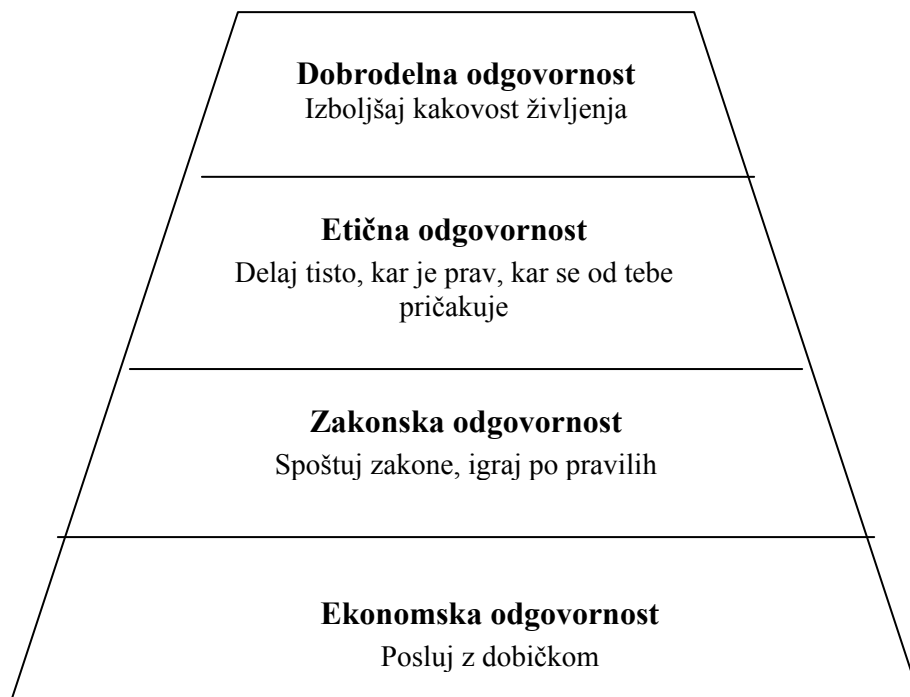 Dobrodelna odgovornost
Izboljšaj kakovost življenja
Etična odgovornost
Delaj tisto, kar je prav, kar se od tebe
pričakuje
Zakonska odgovornost
Spoštuj zakone, igraj po pravilih
Ekonomska odgovornost
Posluj z dobičkom